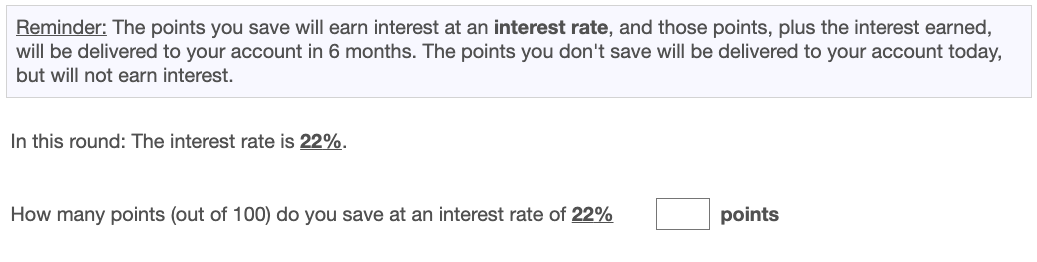 Reminder: The points you save will earn interest at an interest rate, and those points, plus the interest earned,
will be delivered to your account in 6 months. The points you don't save will be delivered to your account today,
but will not earn interest.
In this round: The interest rate is 22%.
How many points (out of 100) do you save at an interest rate of 22% points